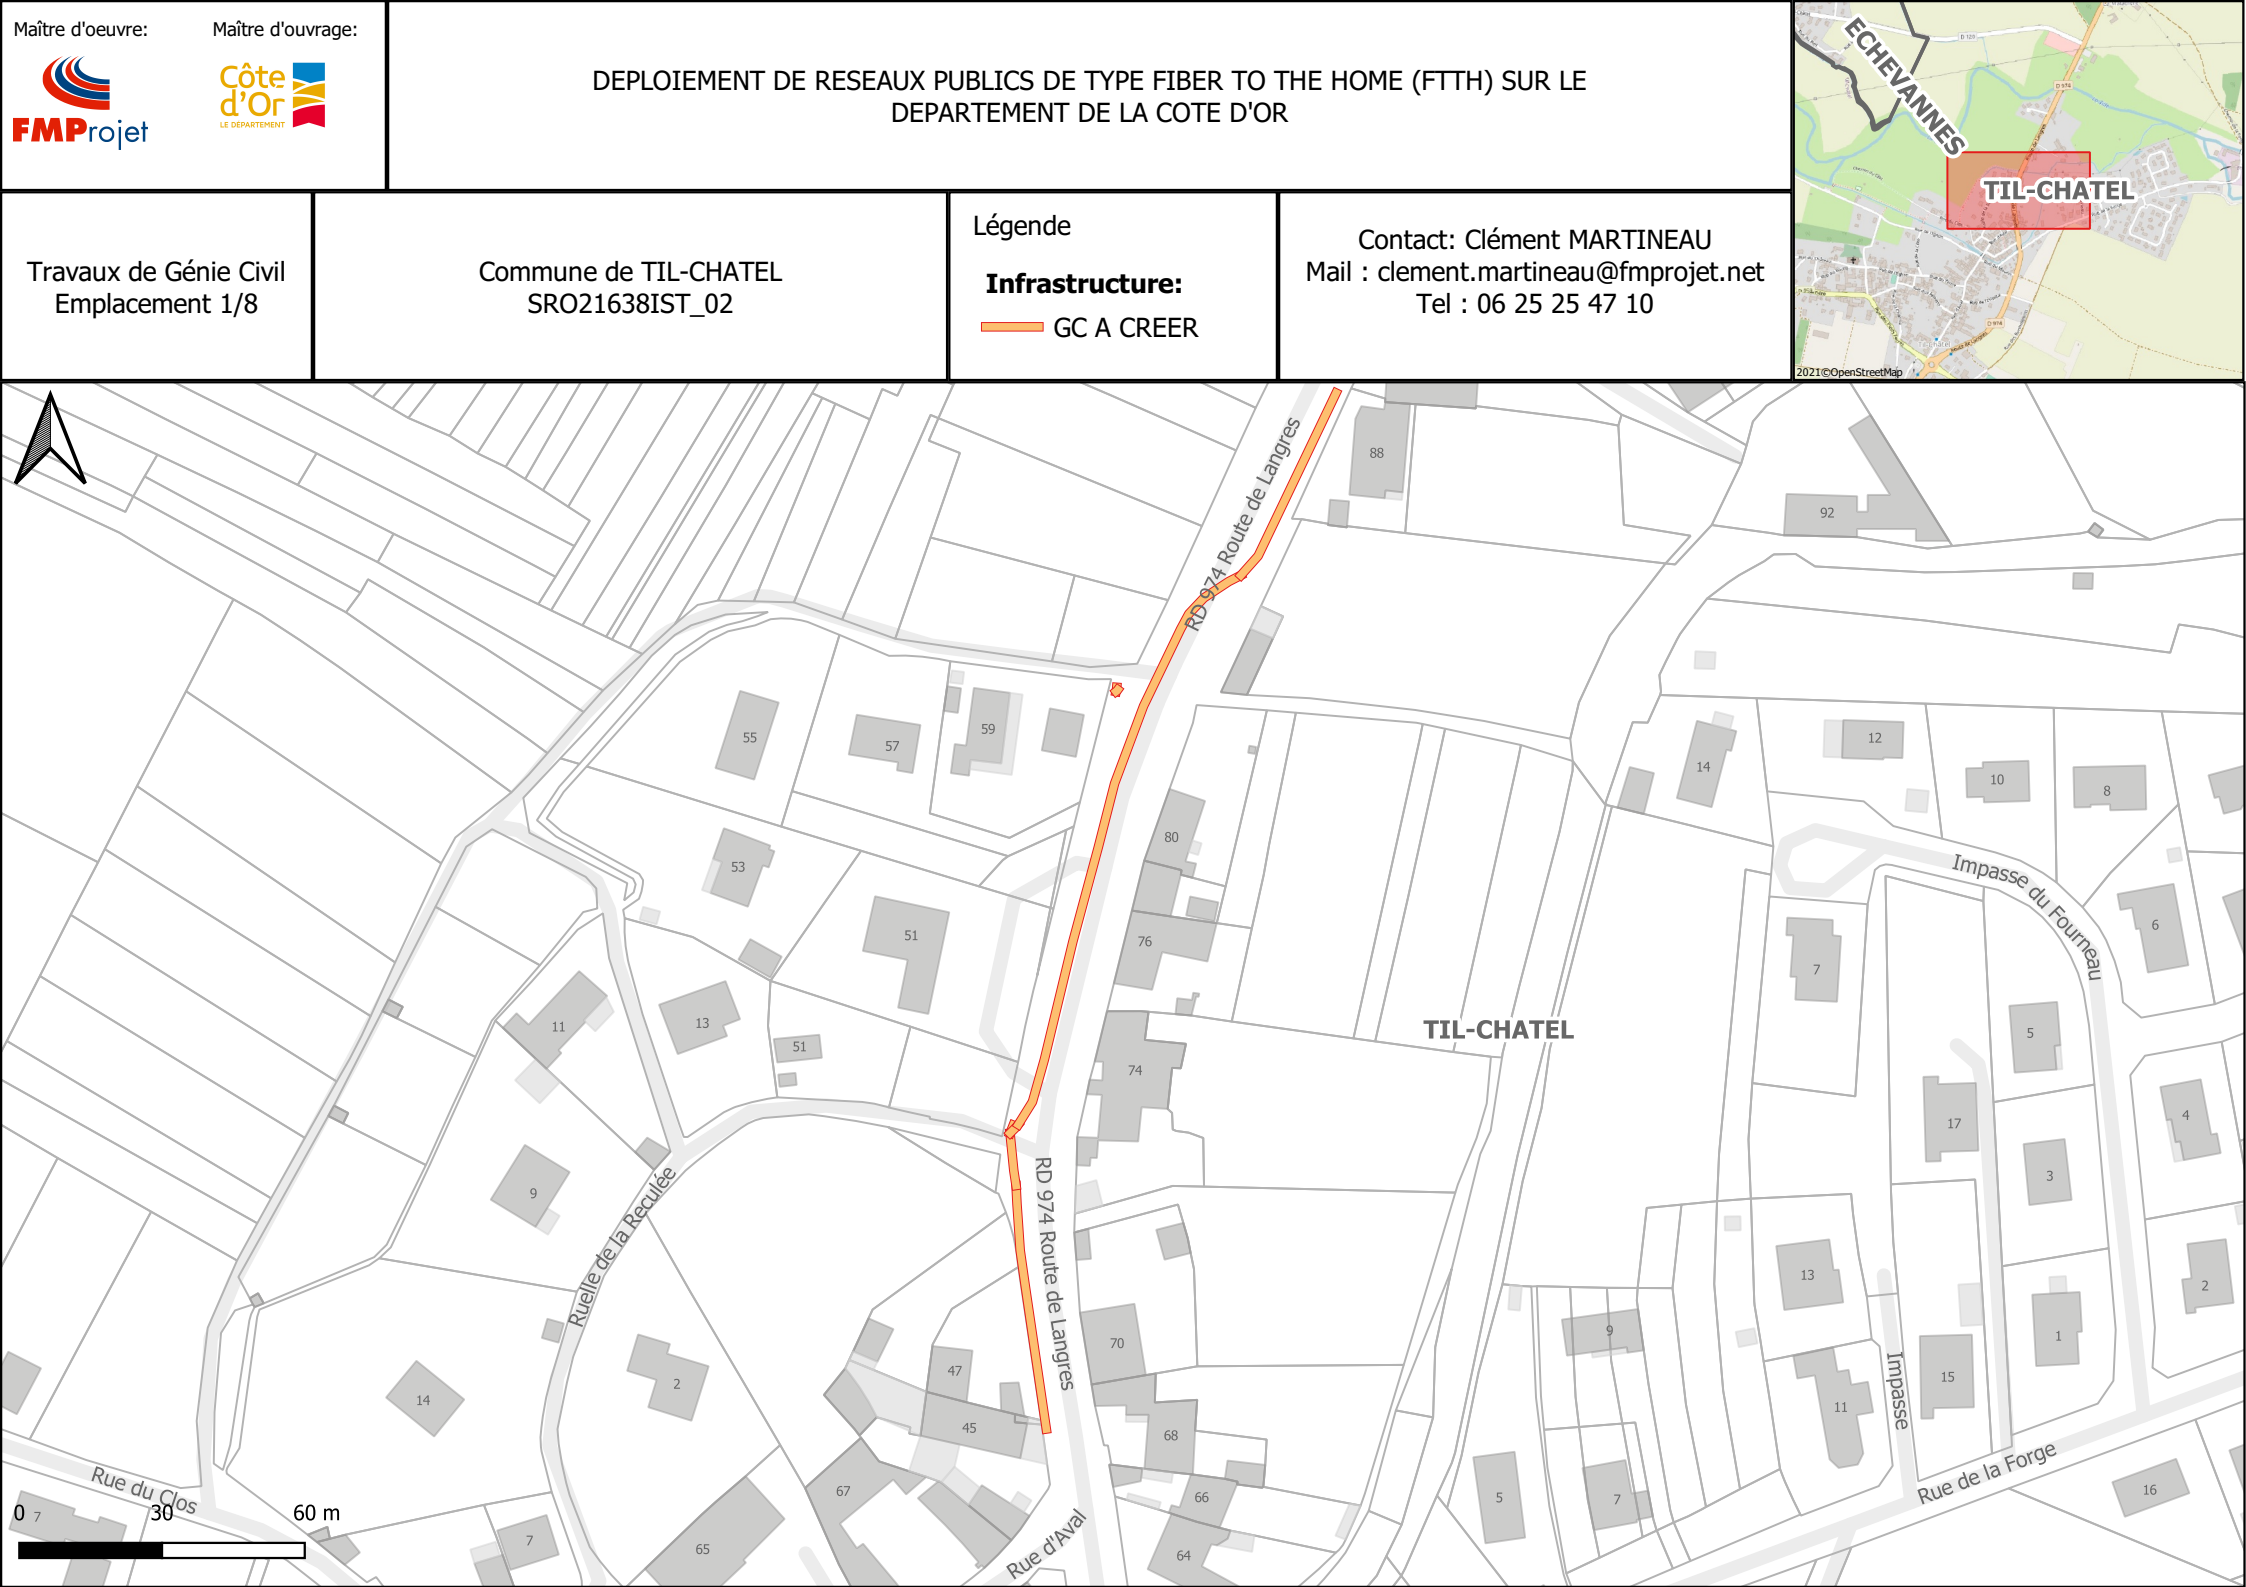 Maître d'oeuvre:
Maître d'ouvrage:
FMProjet
Côte
d'Or
LE DÉPARTEMENT
DEPLOIEMENT DE RESEAUX PUBLICS DE TYPE FIBER TO THE HOME (FTTH) SUR LE
DEPARTEMENT DE LA COTE D'OR
Travaux de Génie Civil
Emplacement 1/8
Commune de TIL-CHATEL
SRO21638IST_02
Légende
Infrastructure:
GC A CREER
Contact: Clément MARTINEAU
Mail : clement.martineau@fmprojet.net
Tel : 06 25 25 47 10
ECHEVANNES
TIL-CHATEL
D 974
D 974
2021©OpenStreetMap
RD 974 Route de Langres
88
92
55
57
59
14
12
10
8
80
53
51
76
Impasse du Fourneau
6
7
11
13
51
74
TIL-CHATEL
5
17
4
9
3
Ruelle de la Reculée
RD 974 Route de Langres
13
2
9
1
70
47
2
14
45
68
Impasse
15
11
Rue du Clos
67
66
5
7
Rue de la Forge
16
7
7
65
64
Rue d'Aval
0
30
60 m